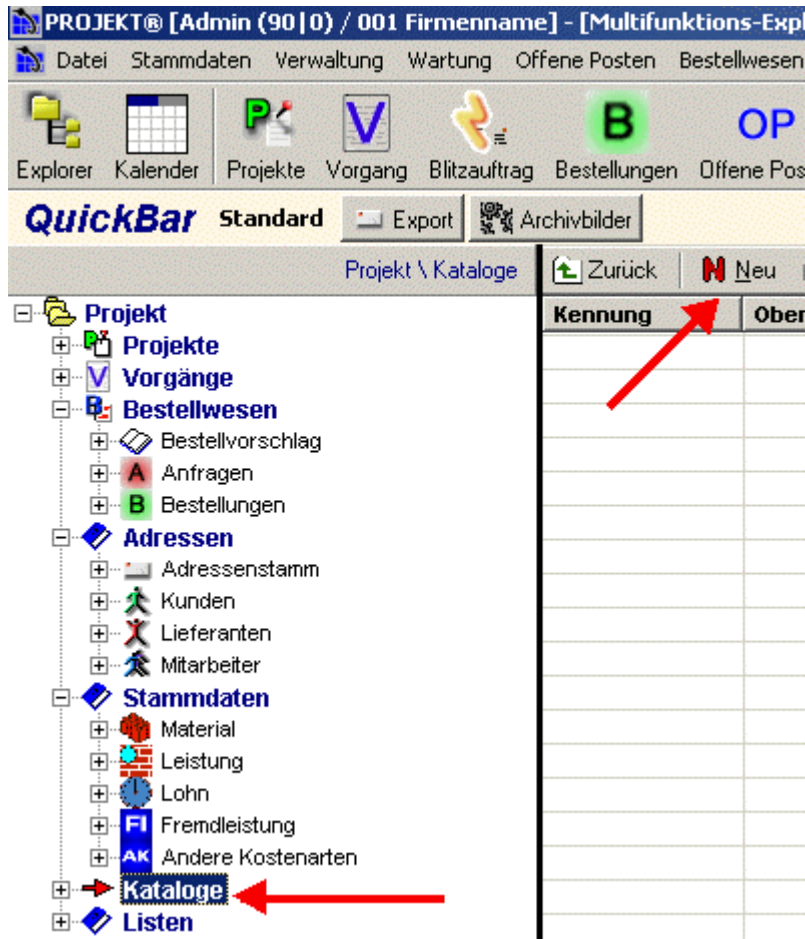 PROJEKT® [Admin (90|0) / 001 Firmenname] - [Multifunktions-Exp
Datei Stammdaten Verwaltung Wartung Offene Posten Bestellwesen
P V B OP
Explorer Kalender Projekte Vorgang Blitzauftrag Bestellungen Offene Pos
QuickBar Standard Export Archivbilder
Projekt \ Kataloge Zurück N Neu
Kennung Ober
Projekt
P Projekte
V Vorgänge
B Bestellwesen
Bestellvorschlag
A Anfragen
B Bestellungen
Adressen
Adressenstamm
Kunden
Lieferanten
Mitarbeiter
Stammdaten
Material
Leistung
Lohn
Fl Fremdleistung
AK Andere Kostenarten
Kataloge
Listen